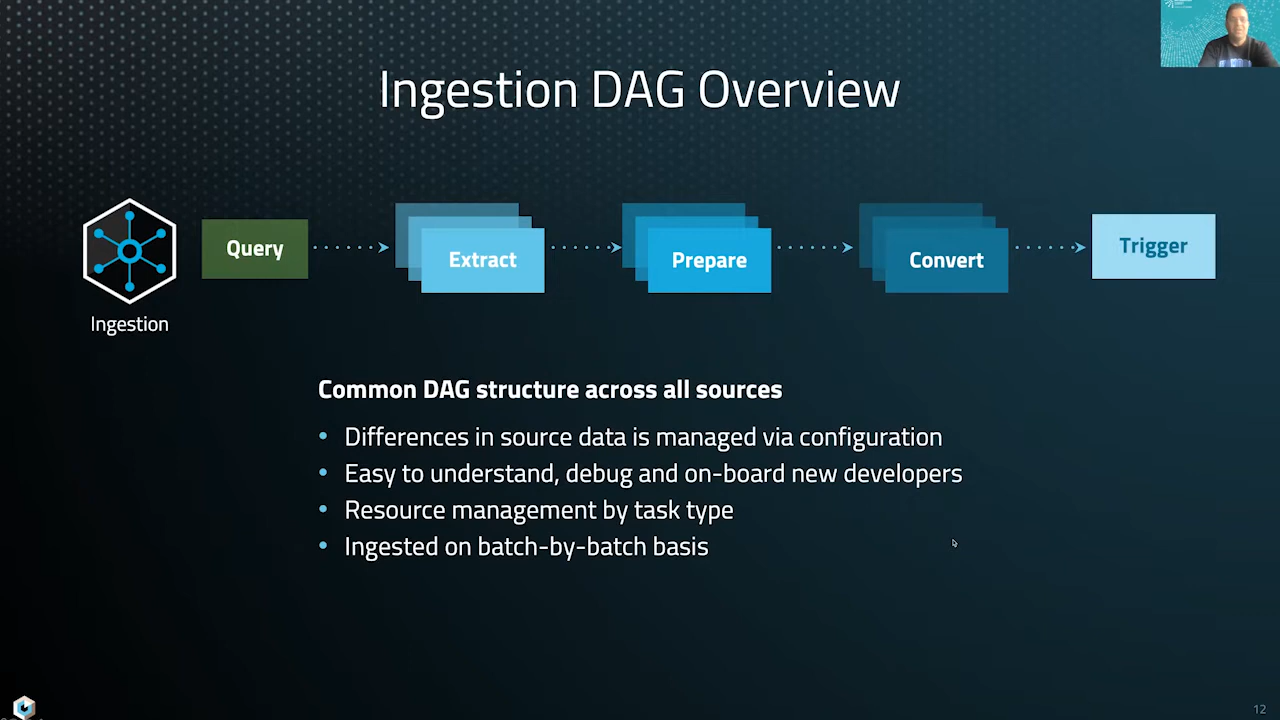 Ingestion DAG Overview
Query
Extract
Prepare
Convert
Trigger
Ingestion
Common DAG structure across all sources
• Differences in source data is managed via configuration
• Easy to understand, debug and on-board new developers
• Resource management by task type
• Ingested on batch-by-batch basis
12